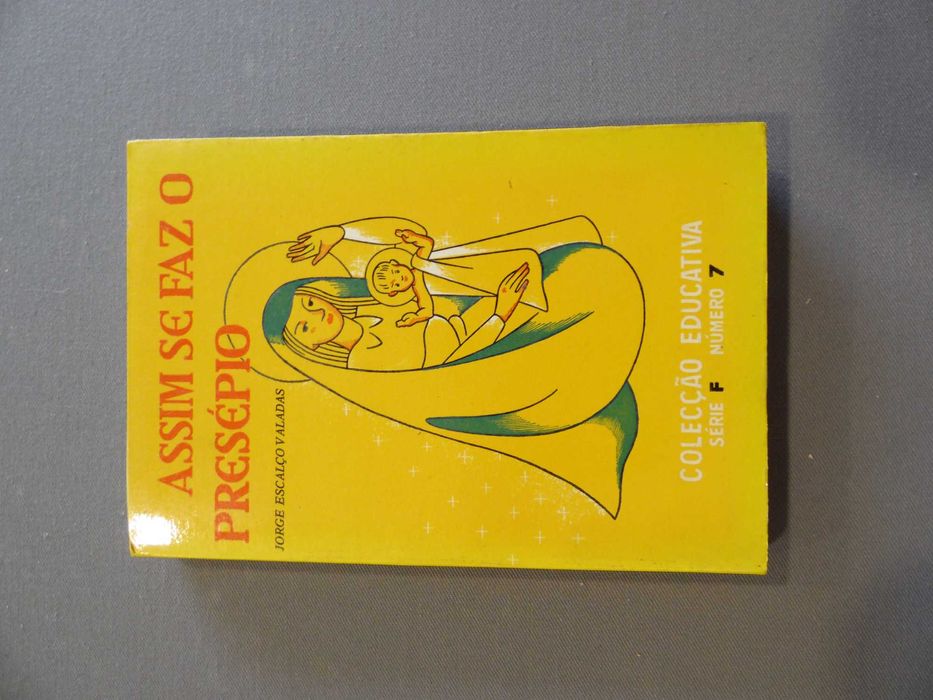 ASSIM SE FAZ O
PRESÉPIO
JORGE ESCALÇO VALADAS
COLECÇÃO EDUCATIVA
SÉRIE F NÚMERO 7